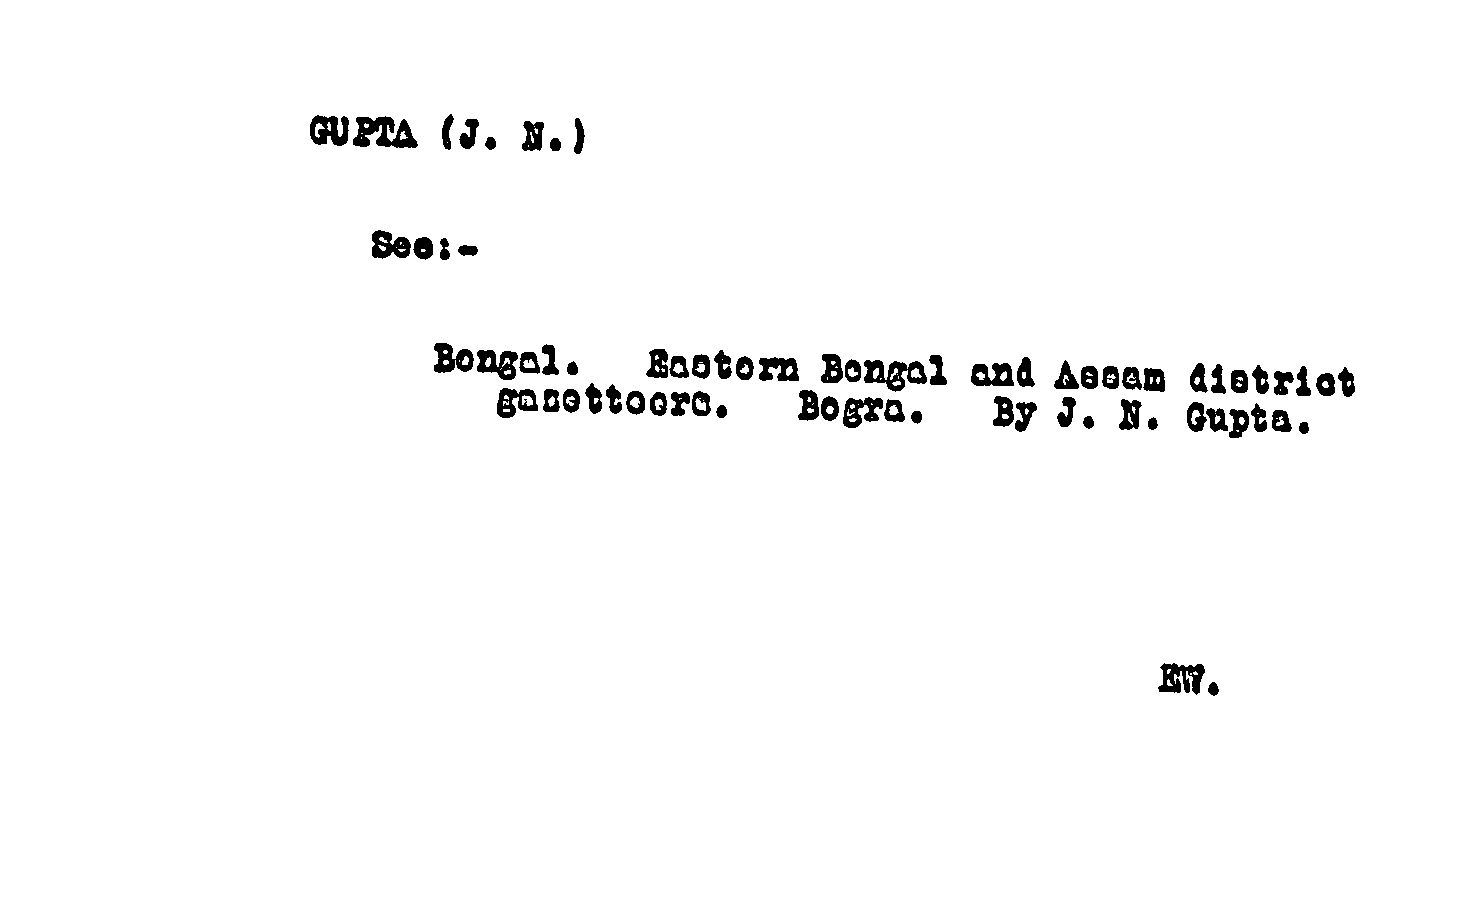 GUPTA (J. N.)
See:-
Bengal. Eastern Bengal and Assam district
gazetteers. Bogra. By J. N. Gupta.
EW.